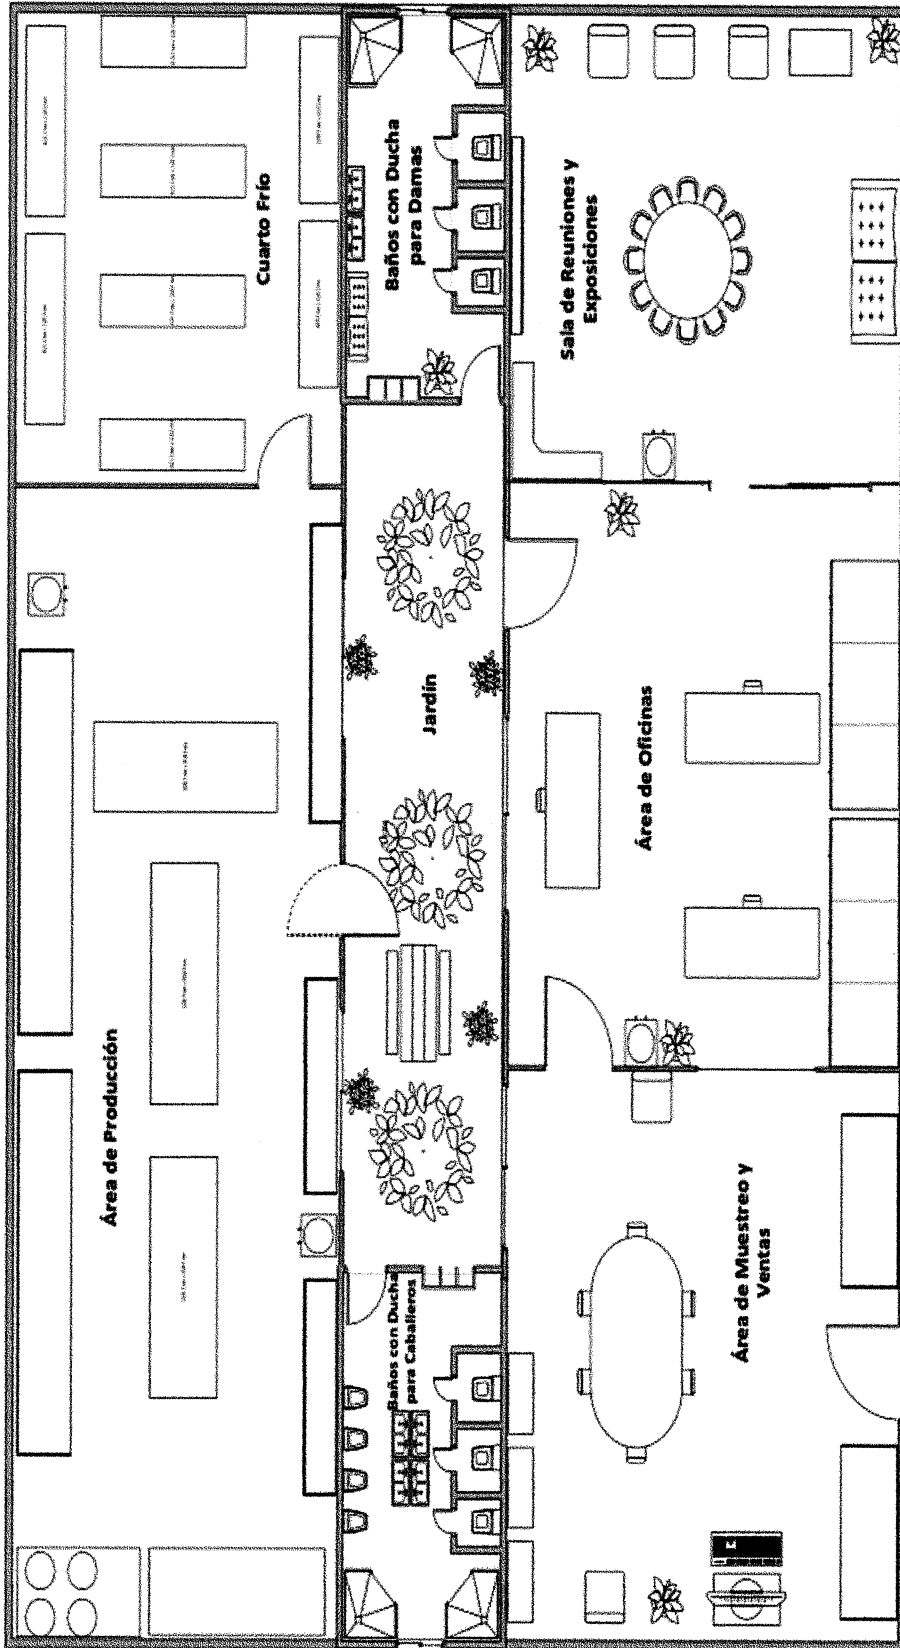 Cuarto Frío
Baños con Ducha
para Damas
Sala de Reuniones y
Exposiciones
Jardín
Área de Oficinas
Área de Producción
Baños con Ducha
para Caballeros
Área de Muestreo y
Ventas